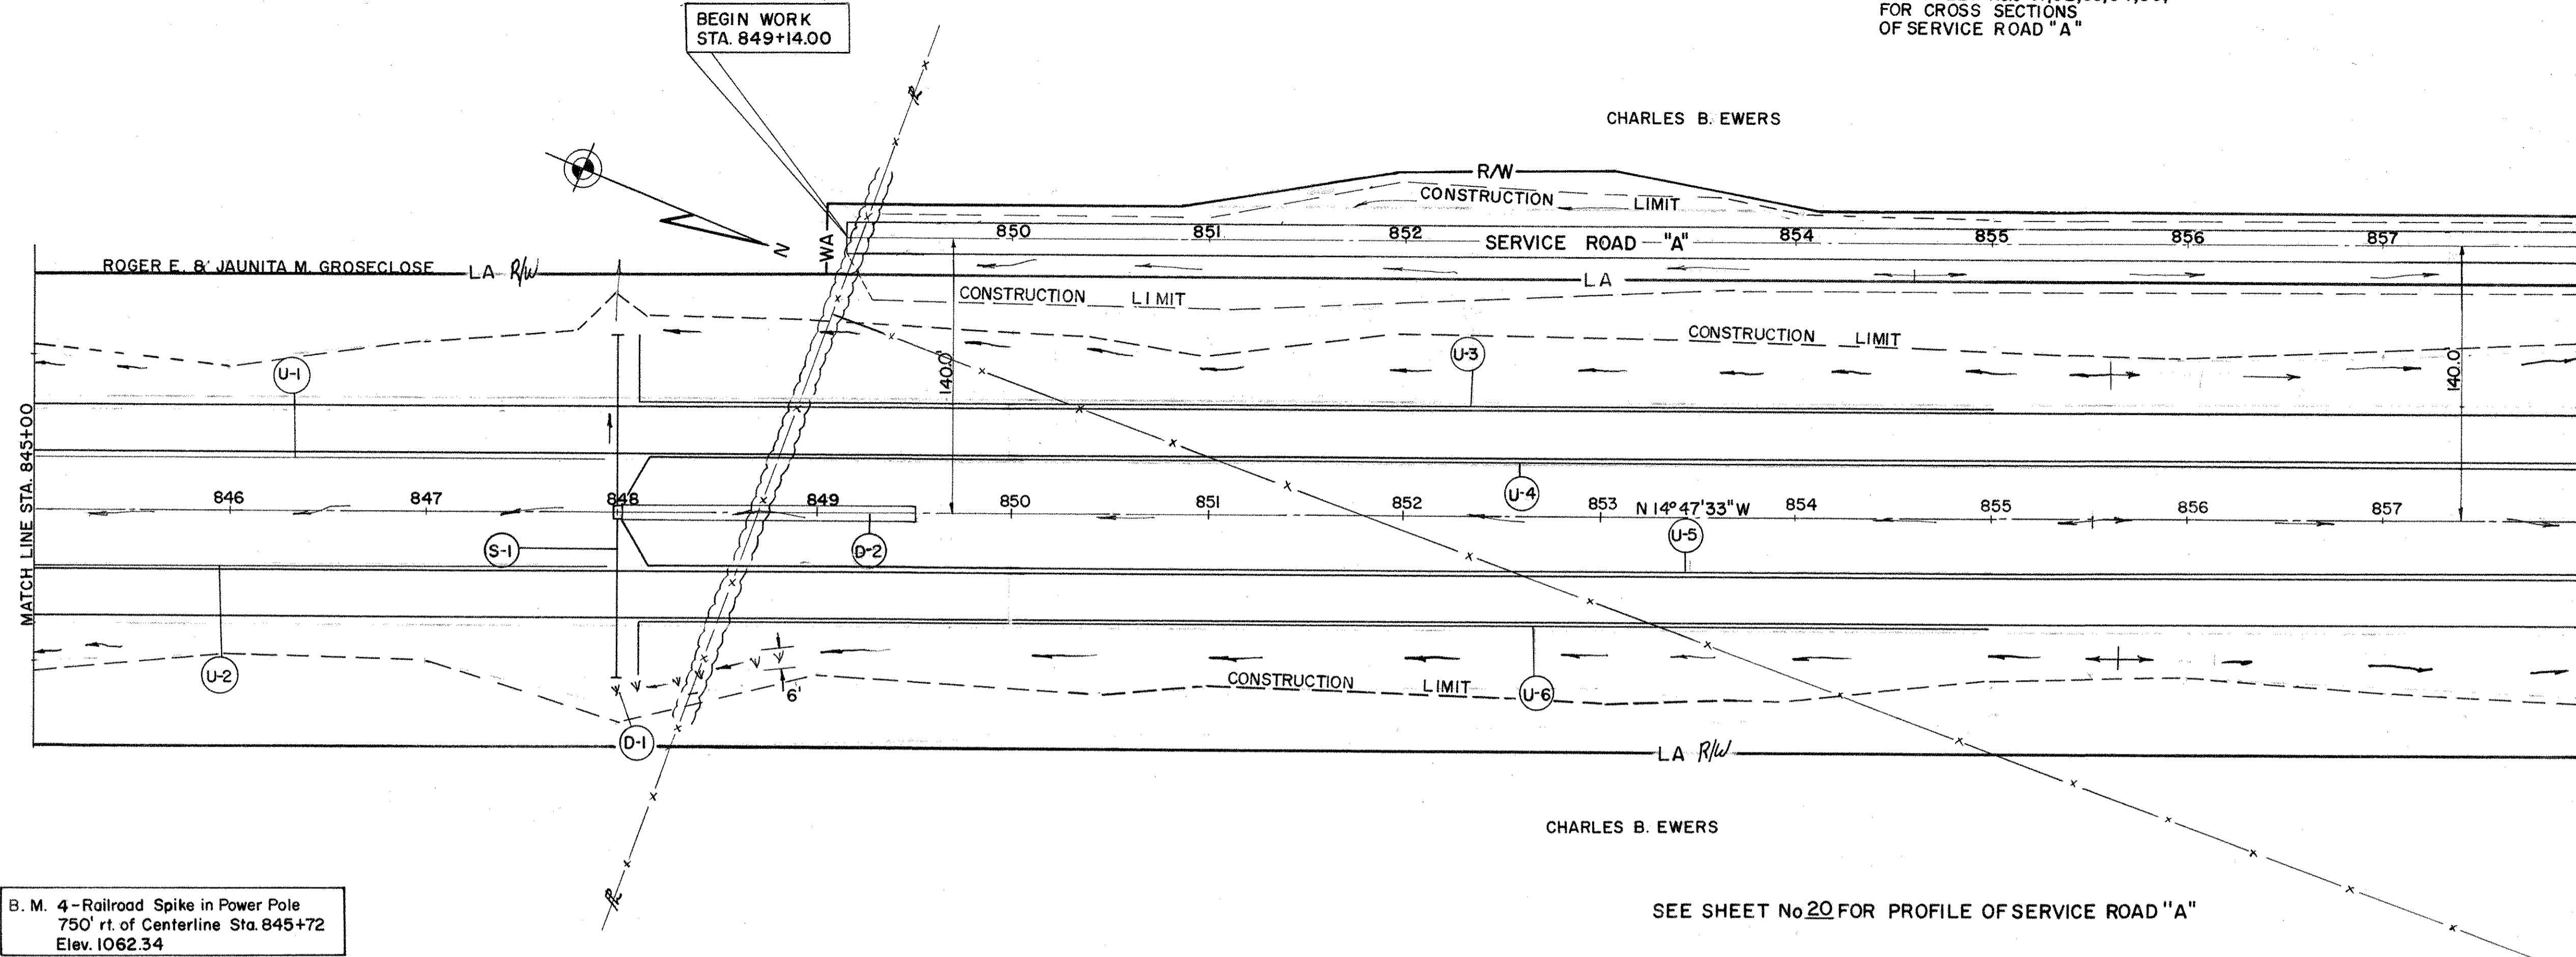 BEGIN WORK
STA. 849+14.00
FOR CROSS SECTIONS
OF SERVICE ROAD "A"
CHARLES B. EWERS
R/W
CONSTRUCTION LIMIT
N
WA
850 851 852 854 855 856 857
SERVICE ROAD "A"
ROGER E. & JAUNITA M. GROSECLOSE LA R/W
LA
CONSTRUCTION LIMIT
CONSTRUCTION LIMIT
U-1
U-3
140.0'
140.0
MATCH LINE STA. 845+00
846 847 848 849 850 851 852 853 N 14°47'33"W 854 855 856 857
U-4
U-5
S-1
D-2
U-2
6'
CONSTRUCTION LIMIT
U-6
D-1
LA R/W
CHARLES B. EWERS
B. M. 4-Railroad Spike in Power Pole
750' rt. of Centerline Sta. 845+72
Elev. 1062.34
SEE SHEET No 20 FOR PROFILE OF SERVICE ROAD "A"